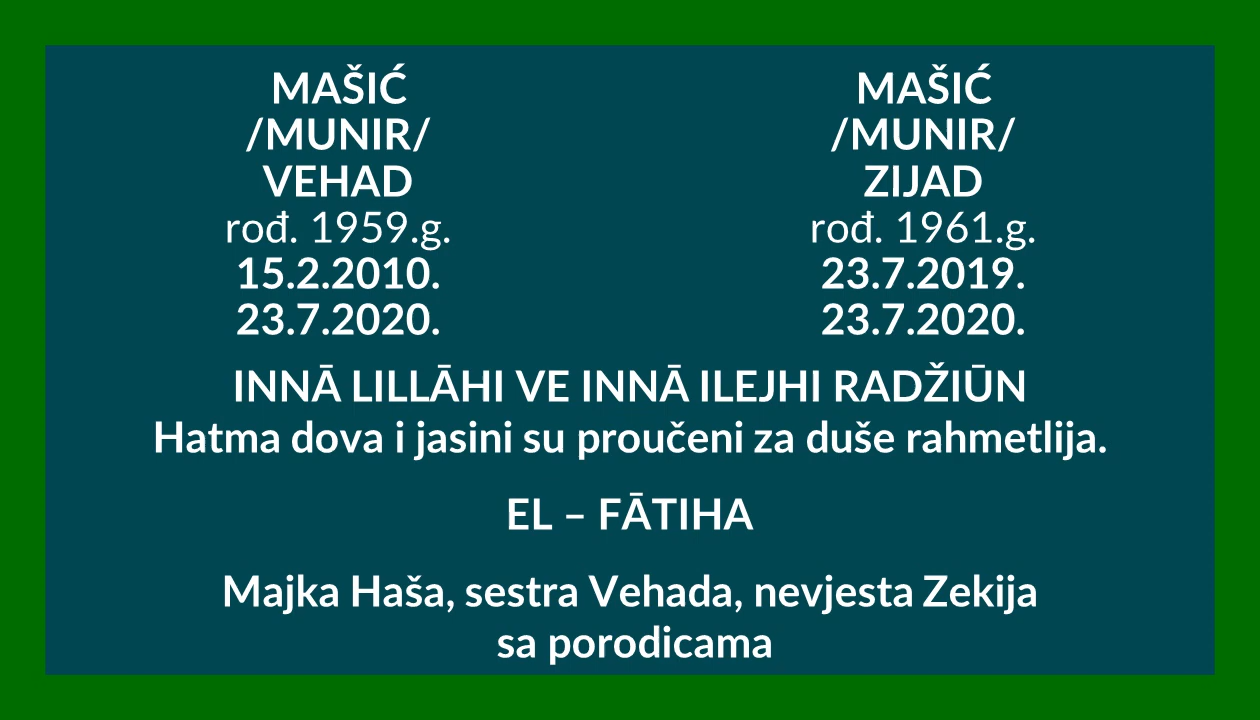 MAŠIĆ
/MUNIR/
VEHAD
rođ. 1959.g.
15.2.2010.
23.7.2020.
MAŠIĆ
/MUNIR/
ZIJAD
rođ. 1961.g.
23.7.2019.
23.7.2020.
INNĀ LILLĀHI VE INNĀ ILEJHI RADŽIŪN
Hatma dova i jasini su proučeni za duše rahmetlija.
EL – FĀTIHA
Majka Haša, sestra Vehada, nevjesta Zekija
sa porodicama